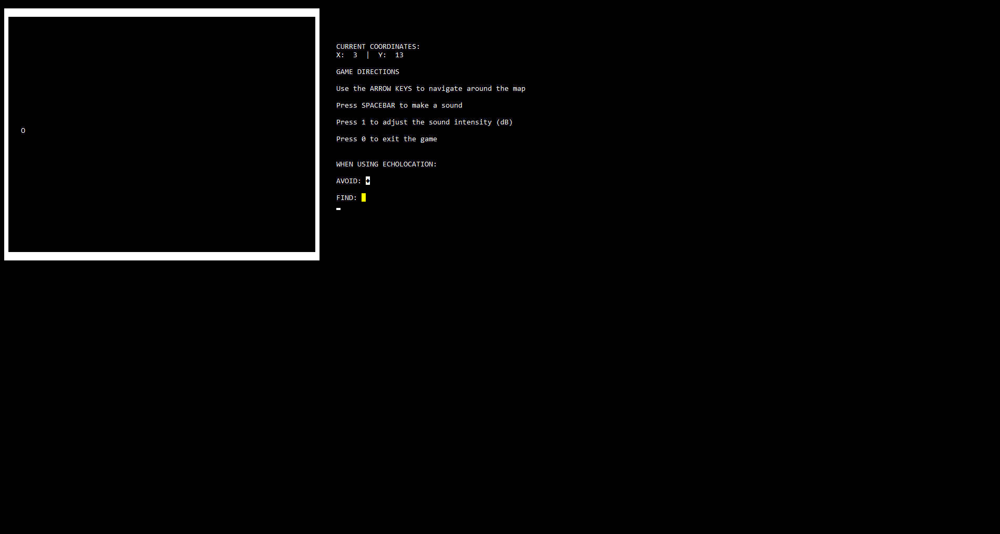 CURRENT COORDINATES:
X:  3  |  Y:  13
GAME DIRECTIONS
Use the ARROW KEYS to navigate around the map
Press SPACEBAR to make a sound
O
Press 1 to adjust the sound intensity (dB)
Press 0 to exit the game
WHEN USING ECHOLOCATION:
AVOID: ♦
FIND: